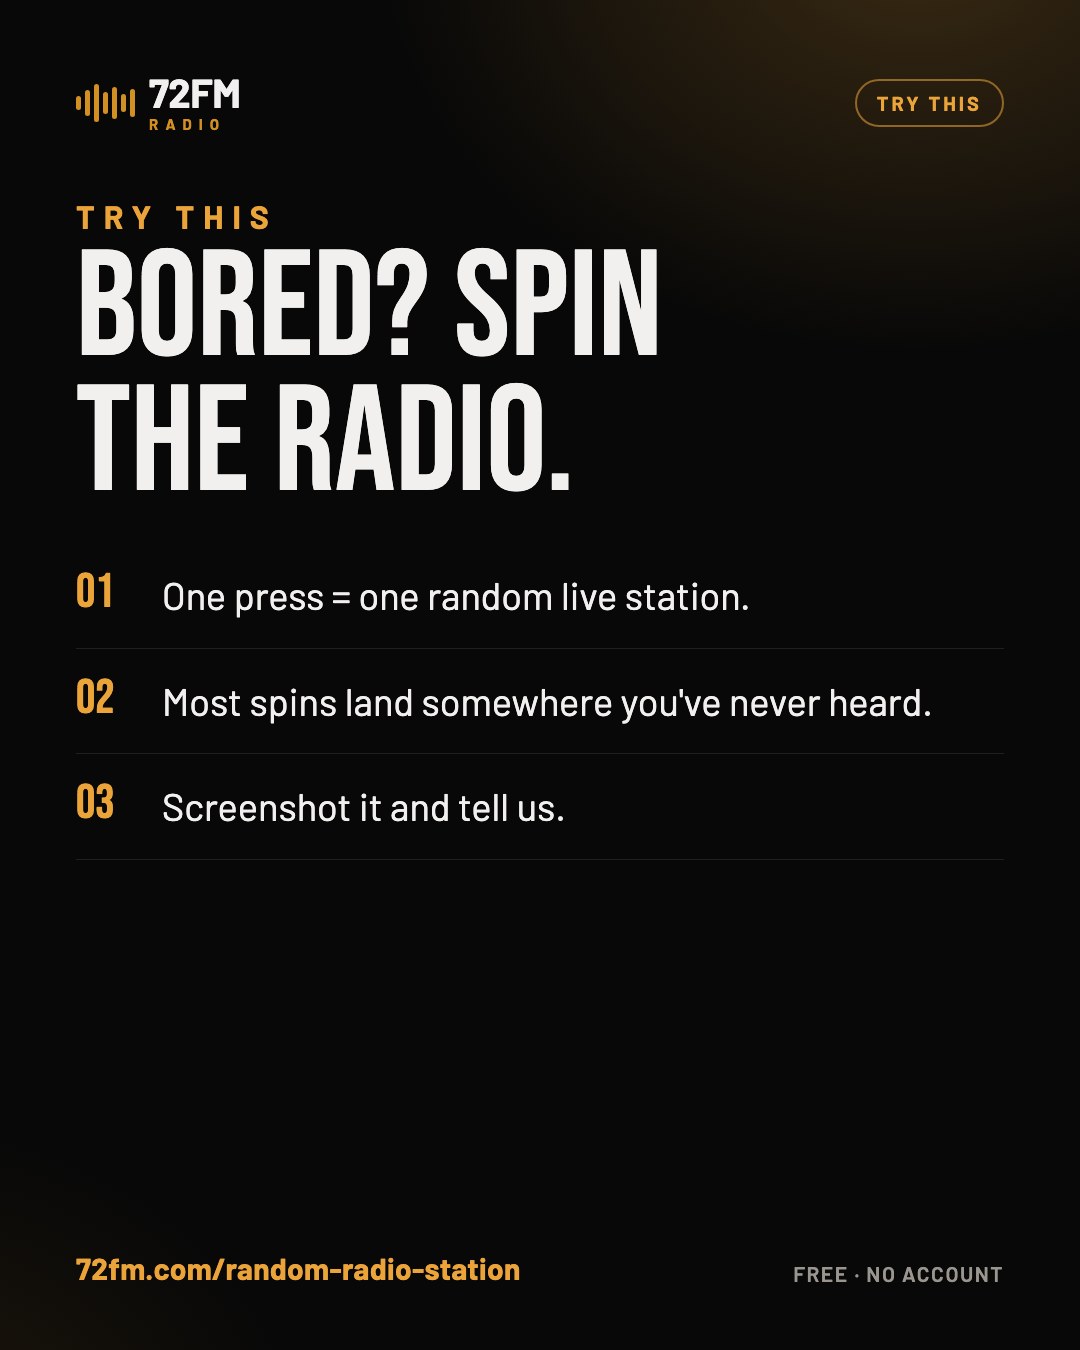 72FM
RADIO
TRY THIS
TRY THIS
BORED? SPIN
THE RADIO.
01 One press = one random live station.
02 Most spins land somewhere you've never heard.
03 Screenshot it and tell us.
72fm.com/random-radio-station
FREE · NO ACCOUNT